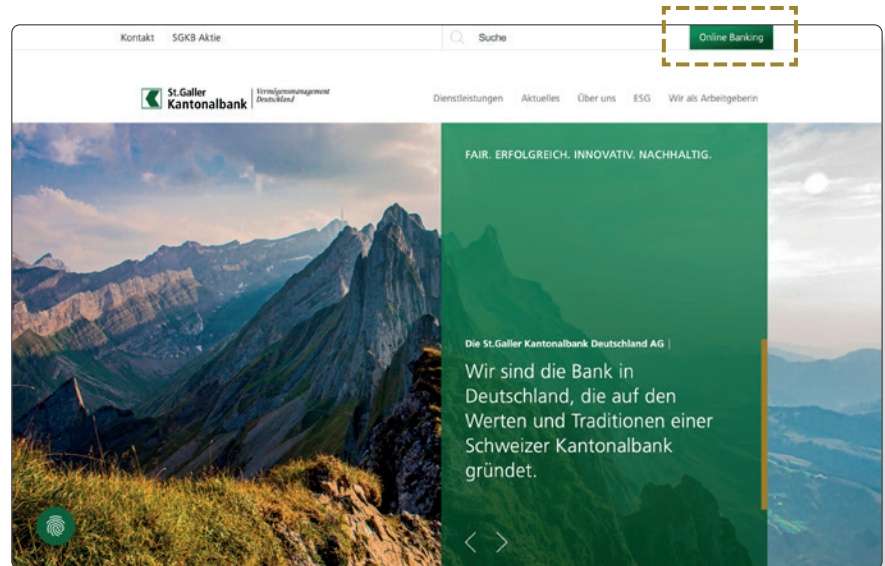 Kontakt SGKB Aktie Suche Online Banking
St.Galler
Kantonalbank
Vermögensmanagement
Deutschland
Dienstleistungen Aktuelles Über uns ESG Wir als Arbeitgeberin
FAIR. ERFOLGREICH. INNOVATIV. NACHHALTIG.
Die St.Galler Kantonalbank Deutschland AG |
Wir sind die Bank in
Deutschland, die auf den
Werten und Traditionen einer
Schweizer Kantonalbank
gründet.